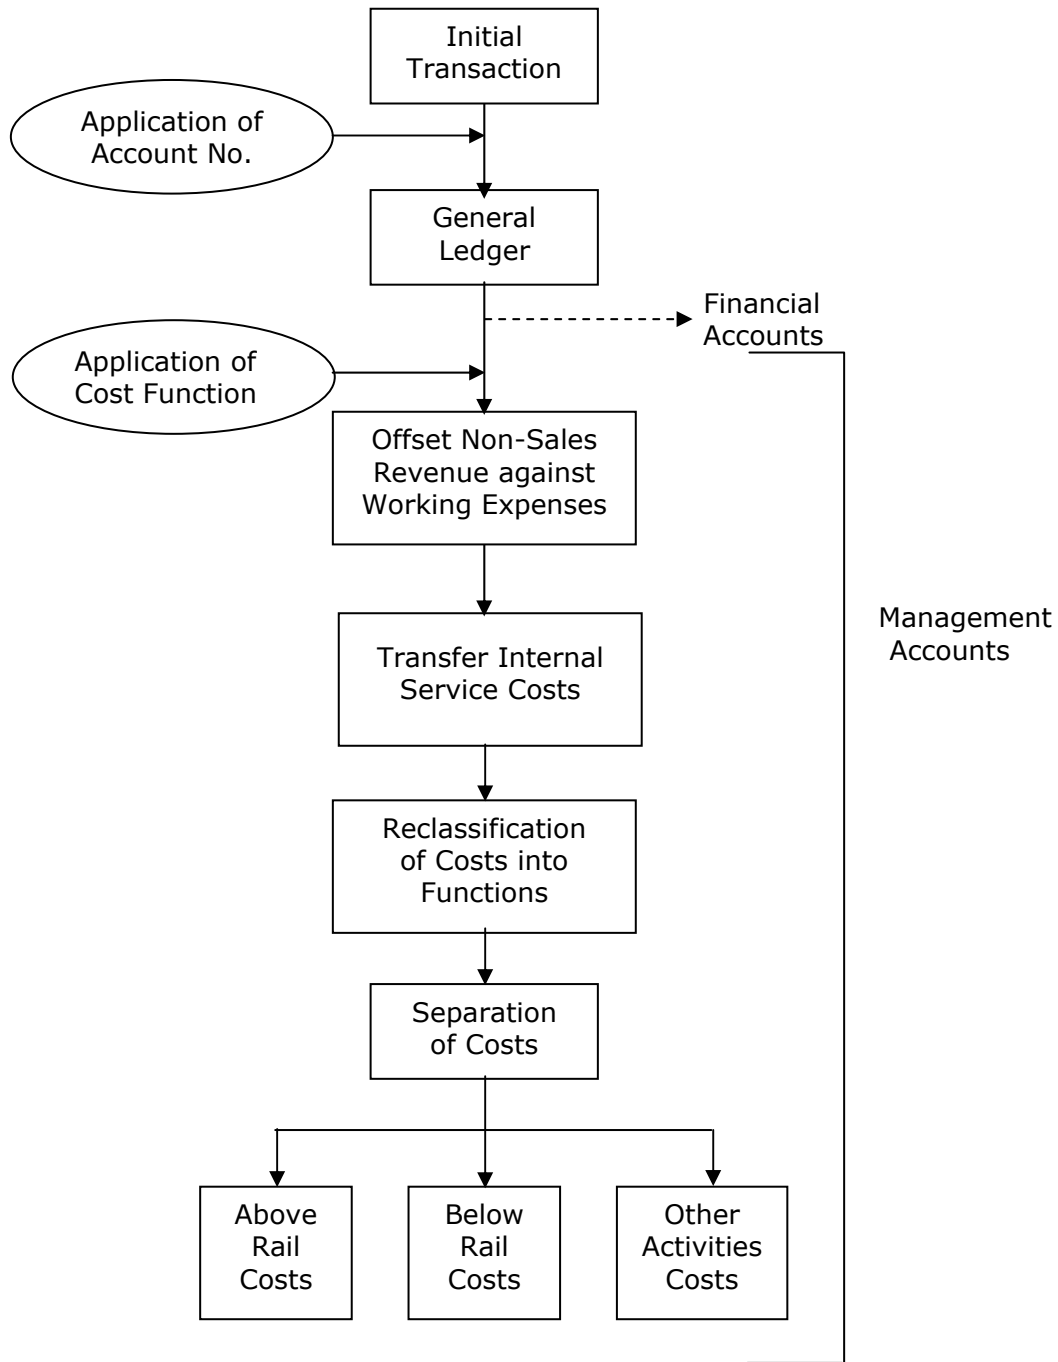 Initial
Transaction
Application of
Account No.
General
Ledger
Financial
Accounts
Application of
Cost Function
Offset Non-Sales
Revenue against
Working Expenses
Management
Accounts
Transfer Internal
Service Costs
Reclassification
of Costs into
Functions
Separation
of Costs
Above
Rail
Costs
Below
Rail
Costs
Other
Activities
Costs